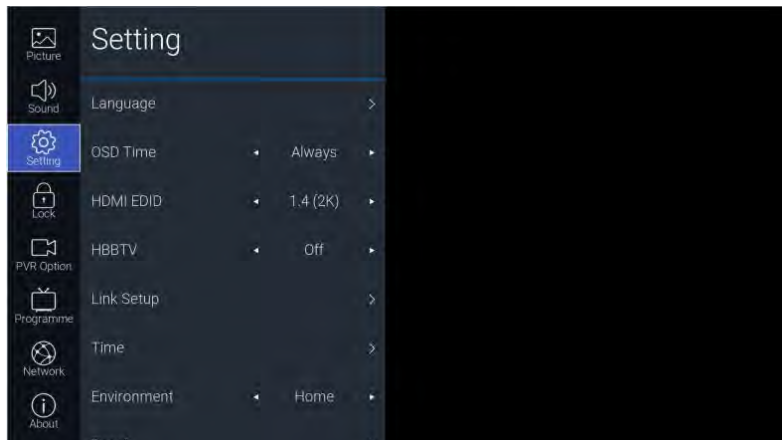 Picture
Sound
Setting
Lock
PVR Option
Programme
Network
About
Setting
Language
OSD Time Always
HDMI EDID 1.4 (2K)
HBBTV Off
Link Setup
Time
Environment Home